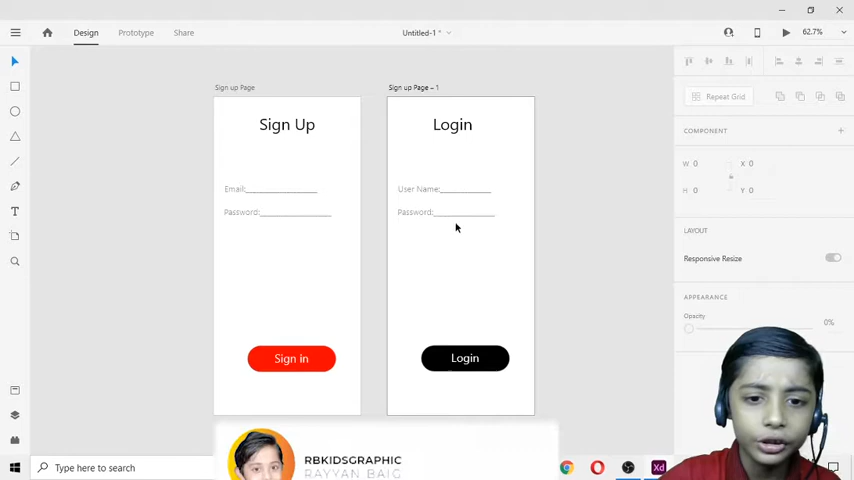 Design
Prototype
Share
Untitled-1 *
62.7%
Repeat Grid
COMPONENT
W 0
X 0
H 0
Y 0
LAYOUT
Responsive Resize
APPEARANCE
Opacity
0%
Sign up Page
Sign Up
Email:
Password:
Sign in
Sign up Page – 1
Login
User Name:
Password:
Login
RBKIDSGRAPHIC
RAYYAN BAIG
Type here to search
Xd